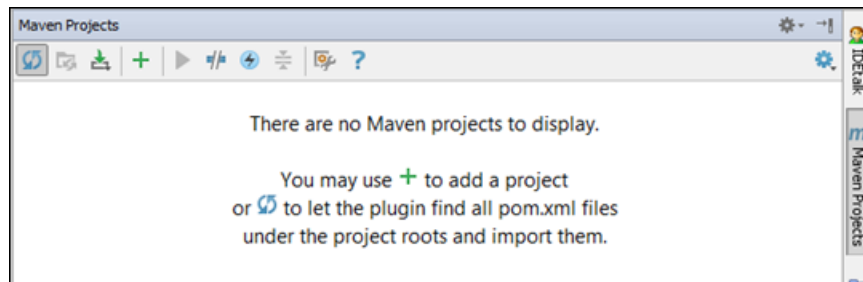 Maven Projects
IDEtalk
?
There are no Maven projects to display.
You may use + to add a project
or to let the plugin find all pom.xml files
under the project roots and import them.
m Maven Projects